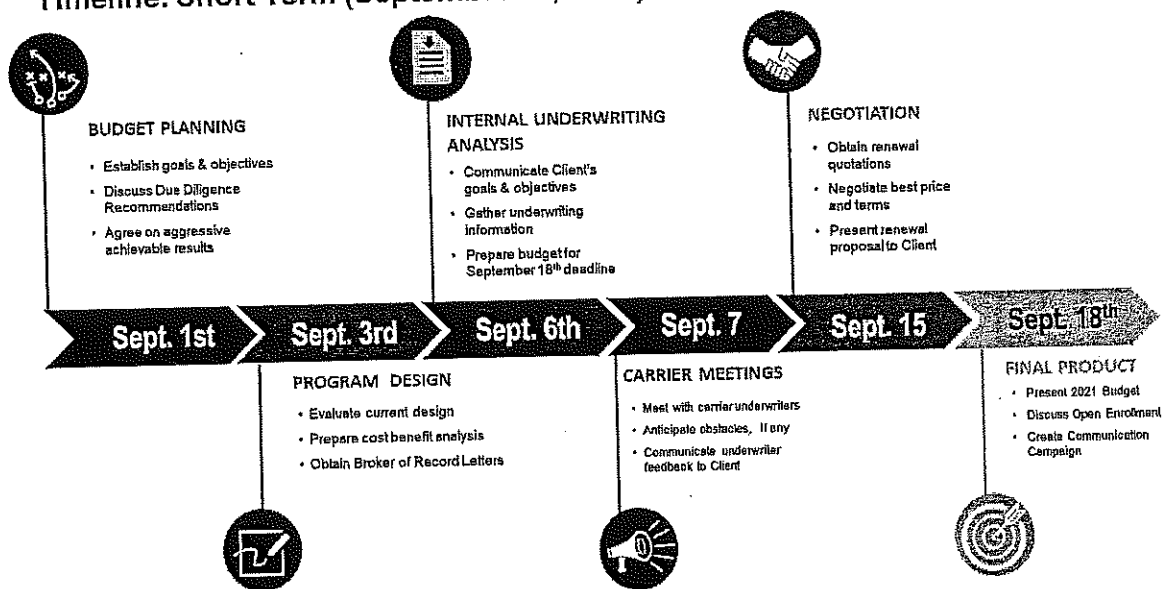 Timeline: Short Term
BUDGET PLANNING
• Establish goals & objectives
• Discuss Due Diligence
Recommendations
• Agree on aggressive
achievable results
INTERNAL UNDERWRITING
ANALYSIS
• Communicate Client's
goals & objectives
• Gather underwriting
information
• Prepare budget for
September 18th deadline
NEGOTIATION
• Obtain renewal
quotations
• Negotiate best price
and terms
• Present renewal
proposal to Client
Sept. 1st
Sept. 3rd
Sept. 6th
Sept. 7
Sept. 15
Sept. 18th
PROGRAM DESIGN
• Evaluate current design
• Prepare cost benefit analysis
• Obtain Broker of Record Letters
CARRIER MEETINGS
• Meet with carrier underwriters
• Anticipate obstacles, if any
• Communicate underwriter
feedback to Client
FINAL PRODUCT
• Present 2021 Budget
• Discuss Open Enrollment
• Create Communication
Campaign